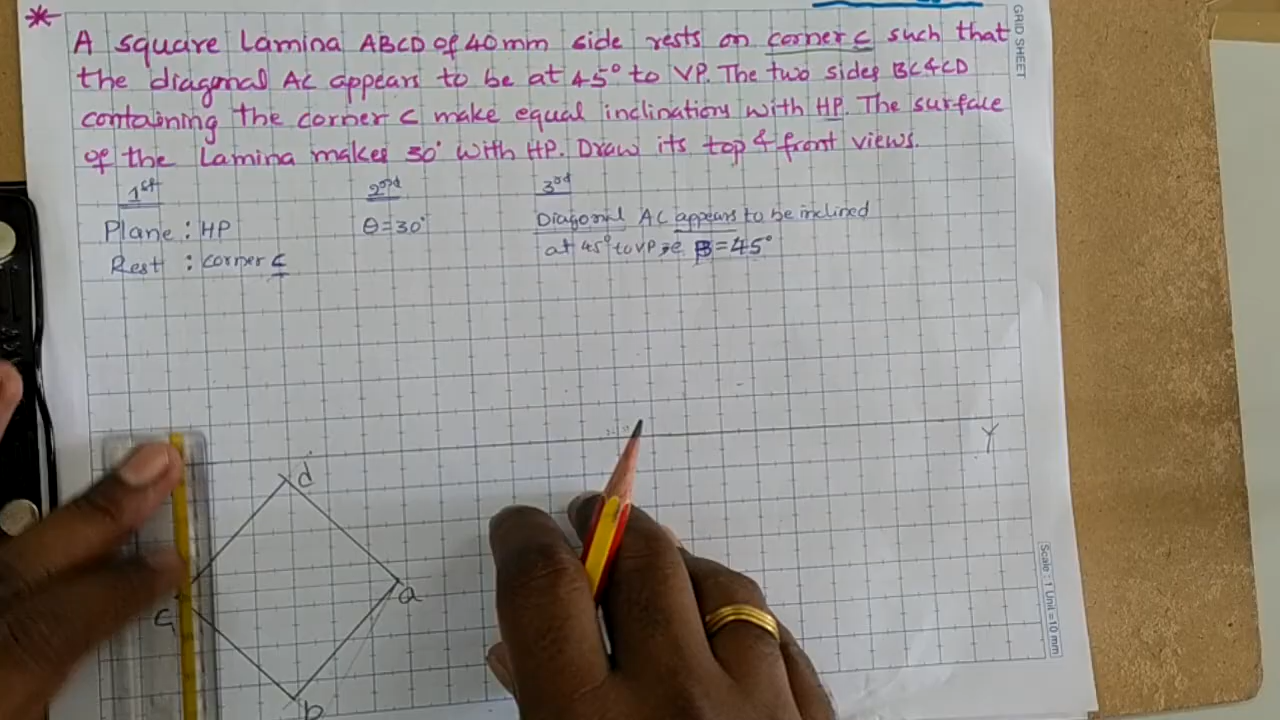 *
A square Lamina ABCD of 40mm side rests on corner C such that
the diagonal AC appears to be at 45° to VP. The two sides BC & CD
containing the corner C make equal inclinations with HP. The surface
of the Lamina makes 30° with HP. Draw its top & front views.
1st
2nd
3rd
Plane : HP
θ=30°
Diagonal AC appears to be inclined
Rest : corner C
at 45° to VP ie β=45°
Y
d
a
c
b
GRID SHEET
Scale : 1 Unit = 10 mm